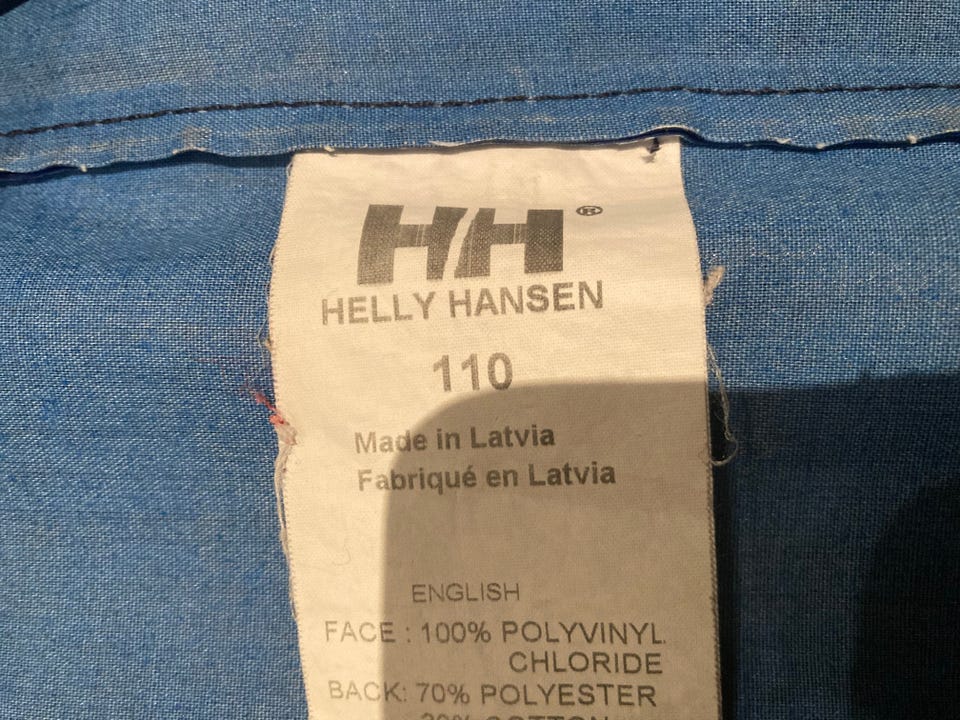 HH®
HELLY HANSEN
110
Made in Latvia
Fabriqué en Latvia
ENGLISH
FACE : 100% POLYVINYL
CHLORIDE
BACK: 70% POLYESTER